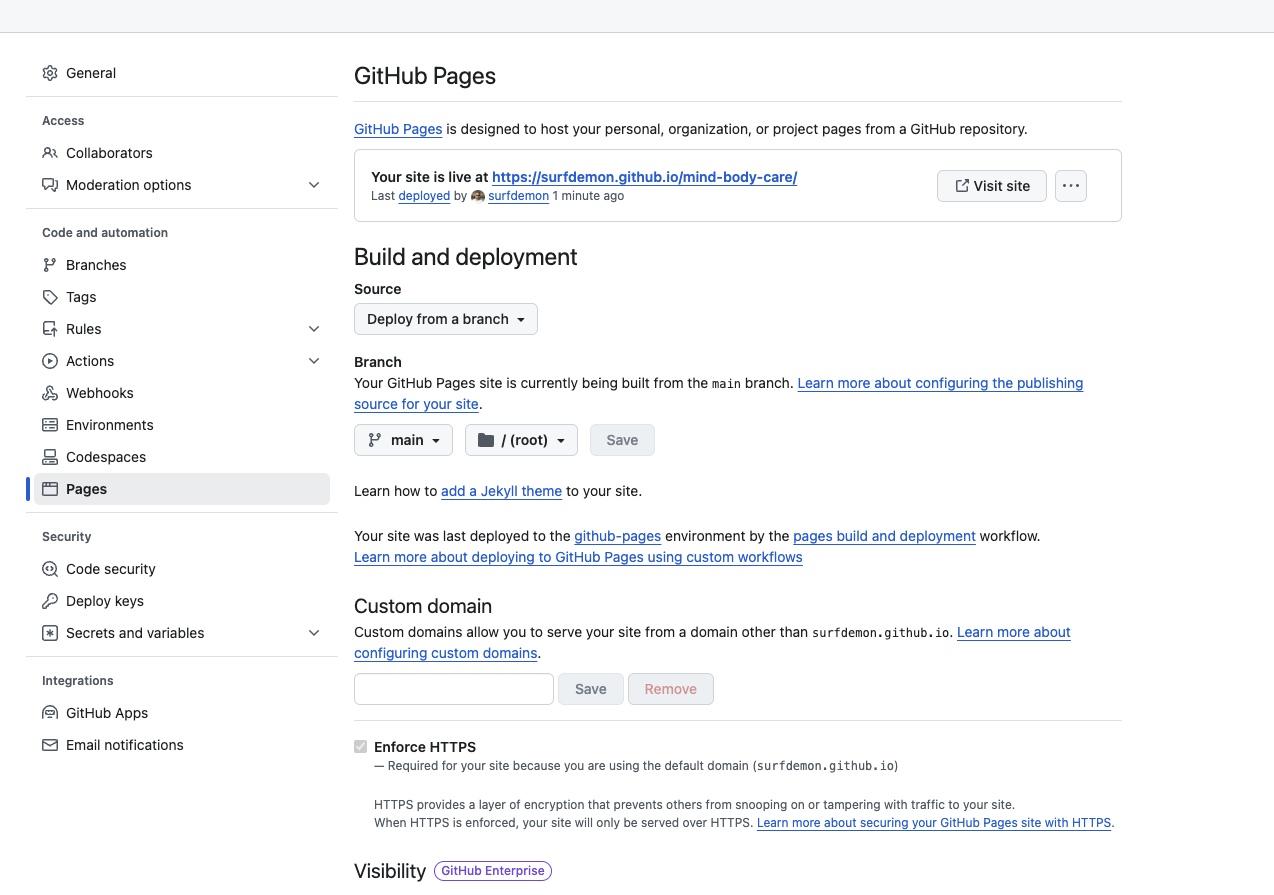 General
Access
Collaborators
Moderation options
Code and automation
Branches
Tags
Rules
Actions
Webhooks
Environments
Codespaces
Pages
Security
Code security
Deploy keys
Secrets and variables
Integrations
GitHub Apps
Email notifications
GitHub Pages
GitHub Pages is designed to host your personal, organization, or project pages from a GitHub repository.
Your site is live at https://surfdemon.github.io/mind-body-care/
Last deployed by surfdemon 1 minute ago
Visit site
Build and deployment
Source
Deploy from a branch
Branch
Your GitHub Pages site is currently being built from the main branch. Learn more about configuring the publishing
source for your site.
main
/ (root)
Save
Learn how to add a Jekyll theme to your site.
Your site was last deployed to the github-pages environment by the pages build and deployment workflow.
Learn more about deploying to GitHub Pages using custom workflows
Custom domain
Custom domains allow you to serve your site from a domain other than surfdemon.github.io. Learn more about
configuring custom domains.
Save
Remove
Enforce HTTPS
— Required for your site because you are using the default domain (surfdemon.github.io)
HTTPS provides a layer of encryption that prevents others from snooping on or tampering with traffic to your site.
When HTTPS is enforced, your site will only be served over HTTPS. Learn more about securing your GitHub Pages site with HTTPS.
Visibility GitHub Enterprise